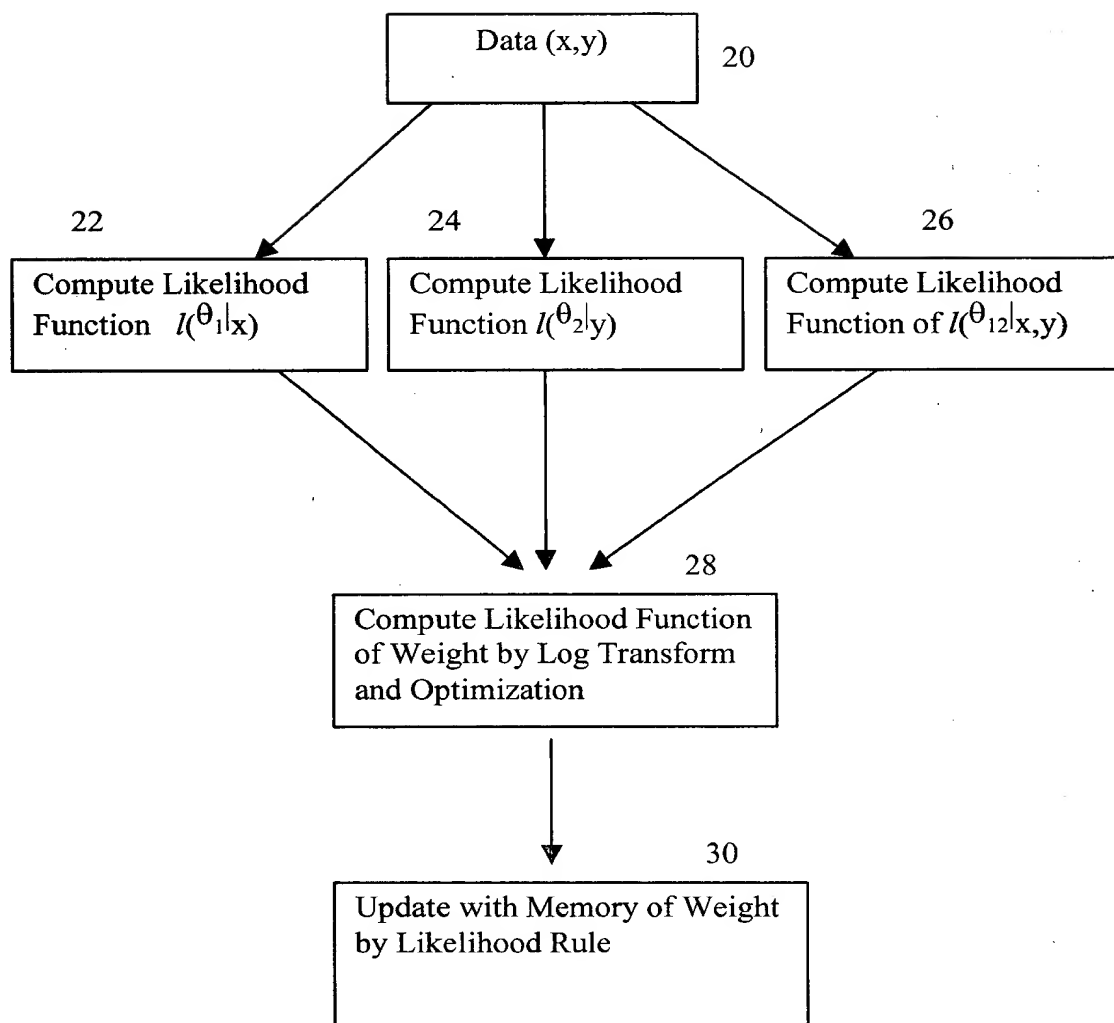 Data (x,y)
20
22
24
26
Compute Likelihood
Function l(θ1|x)
Compute Likelihood
Function l(θ2|y)
Compute Likelihood
Function of l(θ12|x,y)
28
Compute Likelihood Function
of Weight by Log Transform
and Optimization
30
Update with Memory of Weight
by Likelihood Rule